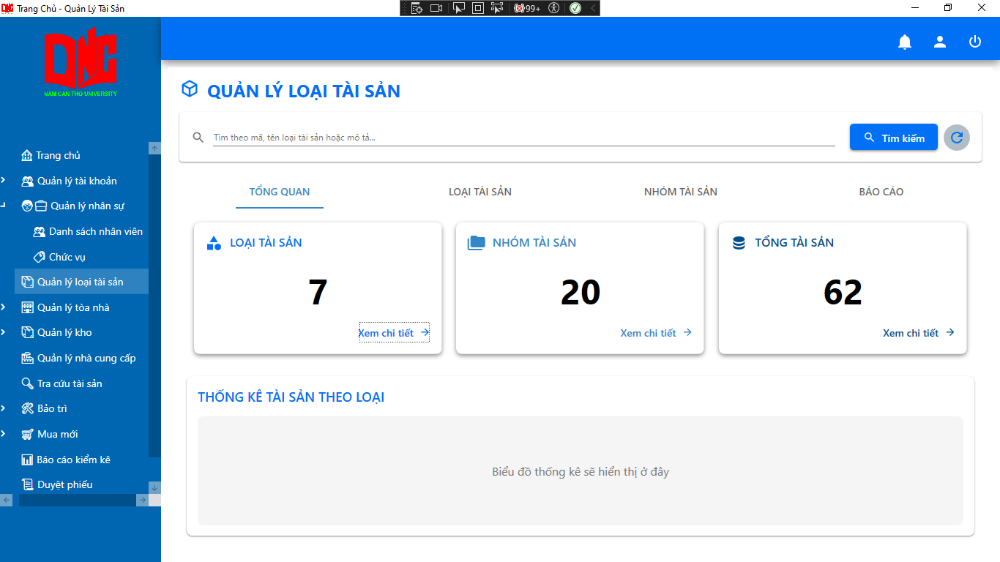 Trang Chủ - Quản Lý Tài Sản
99+
DNC
NAM CAN THO UNIVERSITY
Trang chủ
Quản lý tài khoản
Quản lý nhân sự
Danh sách nhân viên
Chức vụ
Quản lý loại tài sản
Quản lý tòa nhà
Quản lý kho
Quản lý nhà cung cấp
Tra cứu tài sản
Bảo trì
Mua mới
Báo cáo kiểm kê
Duyệt phiếu
QUẢN LÝ LOẠI TÀI SẢN
Tìm theo mã, tên loại tài sản hoặc mô tả...
Tìm kiếm
TỔNG QUAN
LOẠI TÀI SẢN
NHÓM TÀI SẢN
BÁO CÁO
LOẠI TÀI SẢN
7
Xem chi tiết
NHÓM TÀI SẢN
20
Xem chi tiết
TỔNG TÀI SẢN
62
Xem chi tiết
THỐNG KÊ TÀI SẢN THEO LOẠI
Biểu đồ thống kê sẽ hiển thị ở đây